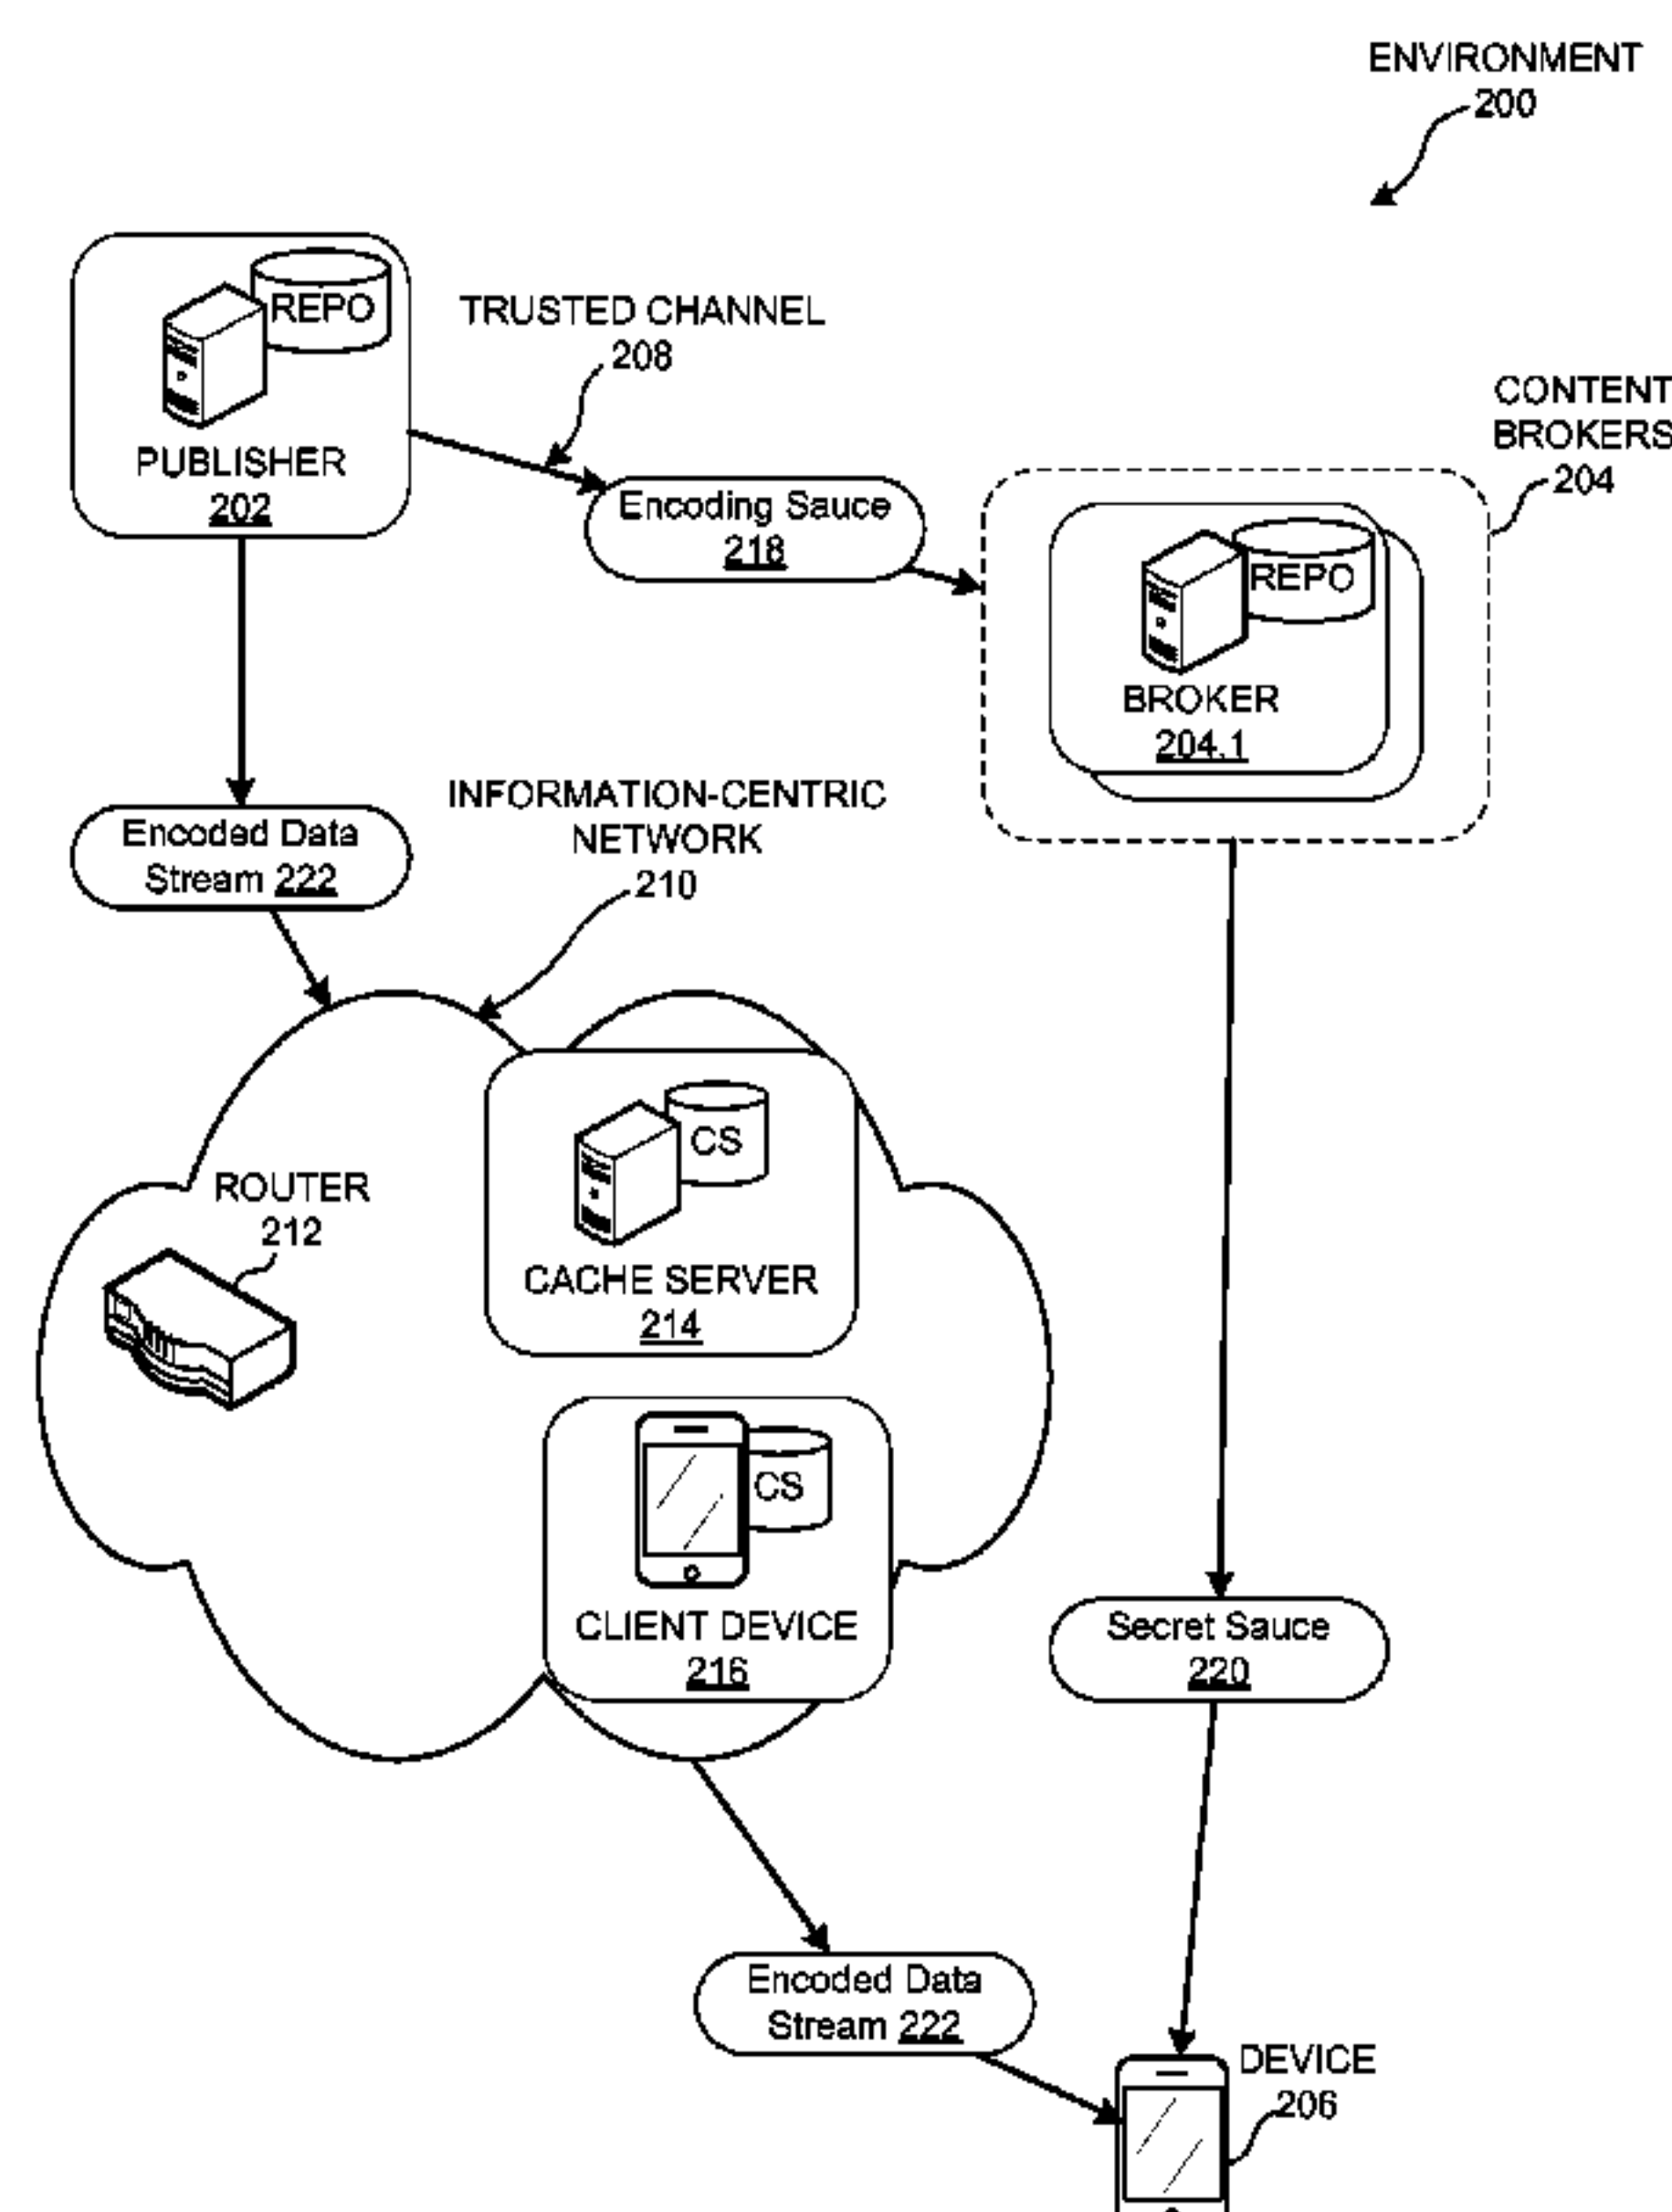 ENVIRONMENT
200
REPO
PUBLISHER
202
TRUSTED CHANNEL
208
Encoding Sauce
218
CONTENT
BROKERS
204
REPO
BROKER
204.1
Encoded Data
Stream 222
INFORMATION-CENTRIC
NETWORK
210
CS
CACHE SERVER
214
ROUTER
212
CS
CLIENT DEVICE
216
Secret Sauce
220
Encoded Data
Stream 222
DEVICE
206